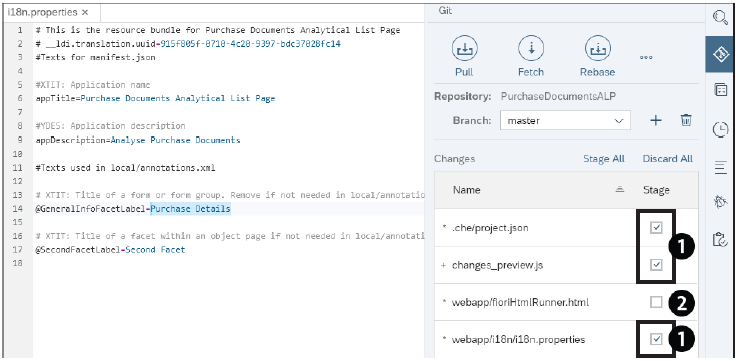 i18n.properties ×
1 # This is the resource bundle for Purchase Documents Analytical List Page
2 # __ldi.translation.uuid=915f805f-0710-4c20-9397-bdc37028fc14
3 #Texts for manifest.json
4
5 #XTIT: Application name
6 appTitle=Purchase Documents Analytical List Page
7
8 #YDES: Application description
9 appDescription=Analyse Purchase Documents
10
11 #Texts used in local/annotations.xml
12
13 # XTIT: Title of a form or form group. Remove if not needed in local/annotatio
14 @GeneralInfoFacetLabel=Purchase Details
15
16 # XTIT: Title of a facet within an object page if not needed in local/annotati
17 @SecondFacetLabel=Second Facet
18
Git
Pull Fetch Rebase
Repository: PurchaseDocumentsALP
Branch: master
Changes Stage All Discard All
Name Stage
* .che/project.json
1
+ changes_preview.js
* webapp/fioriHtmlRunner.html 2
* webapp/i18n/i18n.properties 1